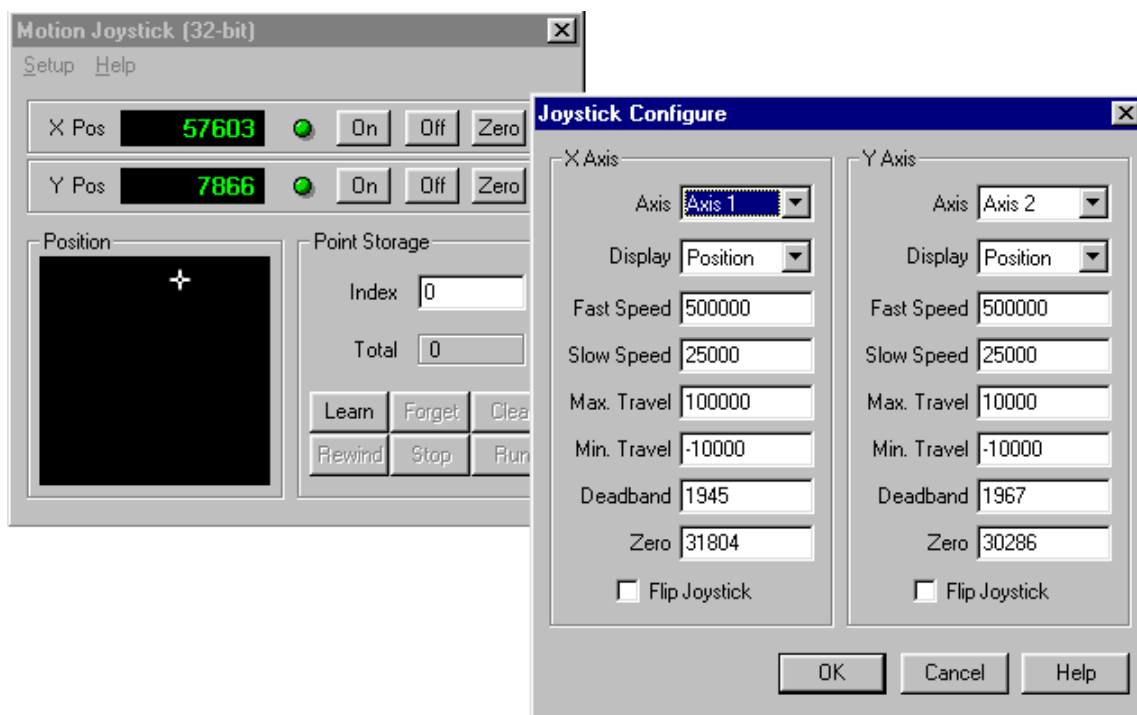 Motion Joystick (32-bit)
Setup Help
X Pos 57603 On Off Zero
Y Pos 7866 On Off Zero
Position
Point Storage
Index 0
Total 0
Learn Forget Clea
Rewind Stop Run
Joystick Configure
X Axis
Axis Axis 1
Display Position
Fast Speed 500000
Slow Speed 25000
Max. Travel 100000
Min. Travel -10000
Deadband 1945
Zero 31804
Flip Joystick
Y Axis
Axis Axis 2
Display Position
Fast Speed 500000
Slow Speed 25000
Max. Travel 10000
Min. Travel -10000
Deadband 1967
Zero 30286
Flip Joystick
OK Cancel Help